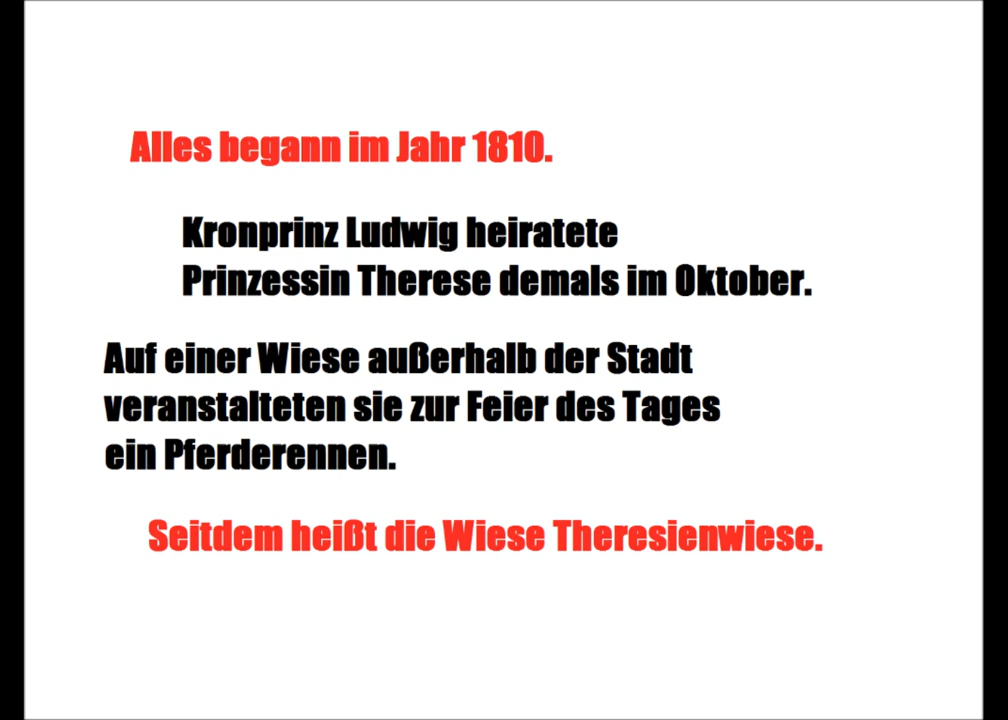 Alles begann im Jahr 1810.
Kronprinz Ludwig heiratete
Prinzessin Therese demals im Oktober.
Auf einer Wiese außerhalb der Stadt
veranstalteten sie zur Feier des Tages
ein Pferderennen.
Seitdem heißt die Wiese Theresienwiese.